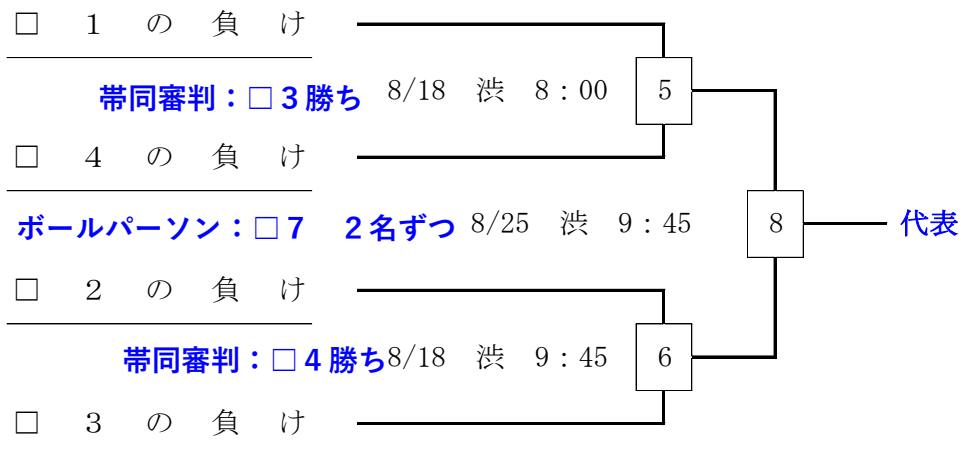 □ 1 の 負 け
帯同審判：□３勝ち 8/18 渋 8：00 5
□ 4 の 負 け
ボールパーソン：□７ ２名ずつ 8/25 渋 9：45 8 代表
□ 2 の 負 け
帯同審判：□４勝ち 8/18 渋 9：45 6
□ 3 の 負 け